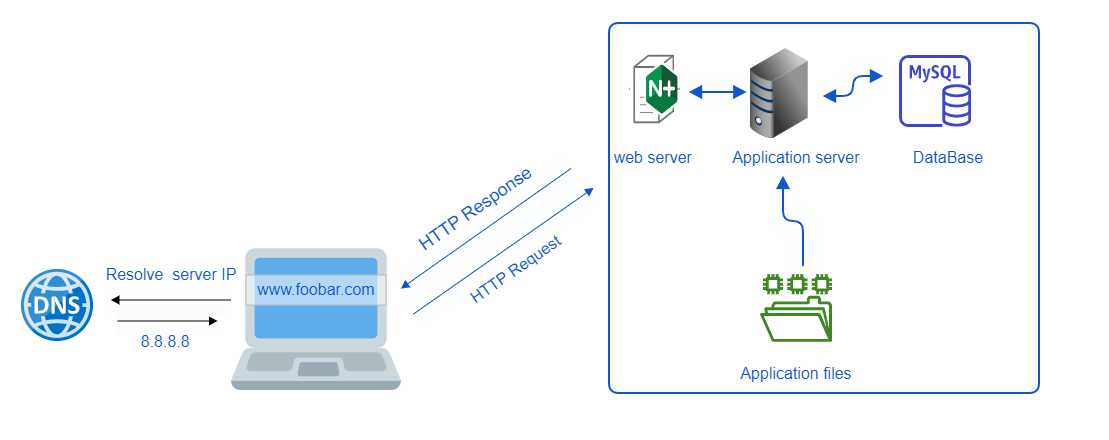 DNS
Resolve server IP
8.8.8.8
www.foobar.com
HTTP Response
HTTP Request
N+
web server
Application server
MySQL
DataBase
Application files